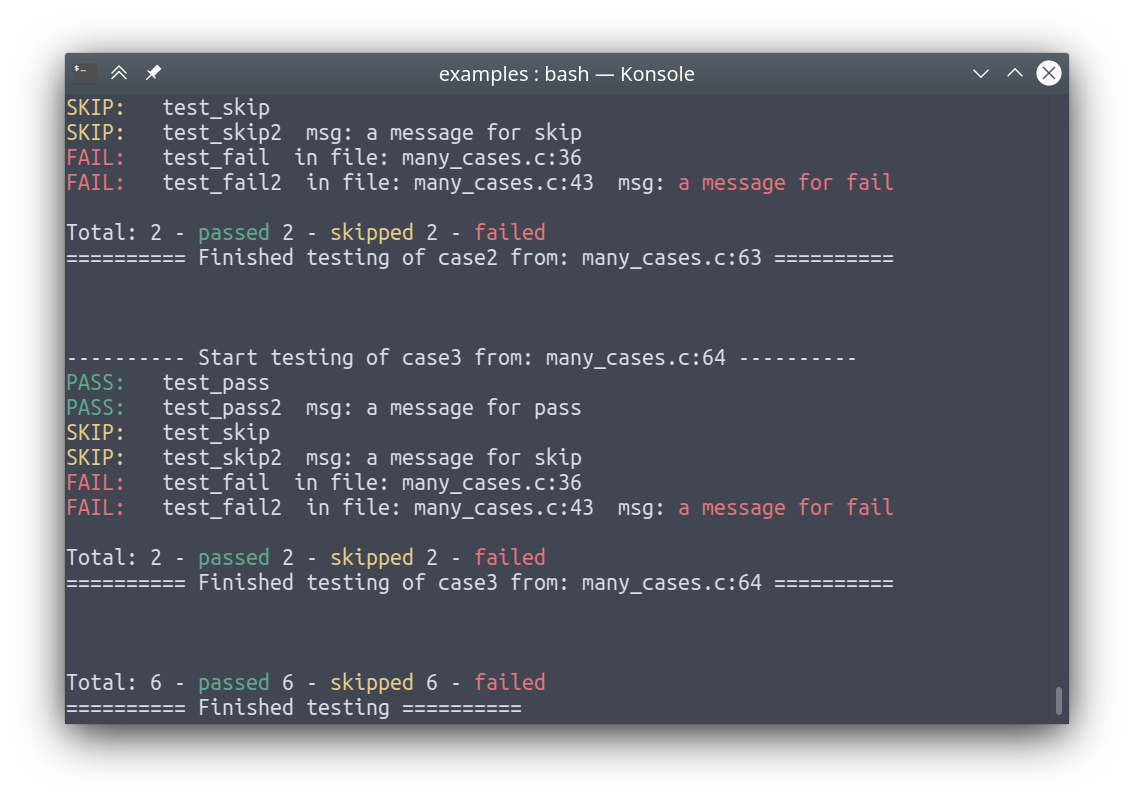 examples : bash — Konsole
SKIP:   test_skip
SKIP:   test_skip2  msg: a message for skip
FAIL:   test_fail  in file: many_cases.c:36
FAIL:   test_fail2  in file: many_cases.c:43  msg: a message for fail
Total: 2 - passed 2 - skipped 2 - failed
========== Finished testing of case2 from: many_cases.c:63 ==========
---------- Start testing of case3 from: many_cases.c:64 ----------
PASS:   test_pass
PASS:   test_pass2  msg: a message for pass
SKIP:   test_skip
SKIP:   test_skip2  msg: a message for skip
FAIL:   test_fail  in file: many_cases.c:36
FAIL:   test_fail2  in file: many_cases.c:43  msg: a message for fail
Total: 2 - passed 2 - skipped 2 - failed
========== Finished testing of case3 from: many_cases.c:64 ==========
Total: 6 - passed 6 - skipped 6 - failed
========== Finished testing ==========